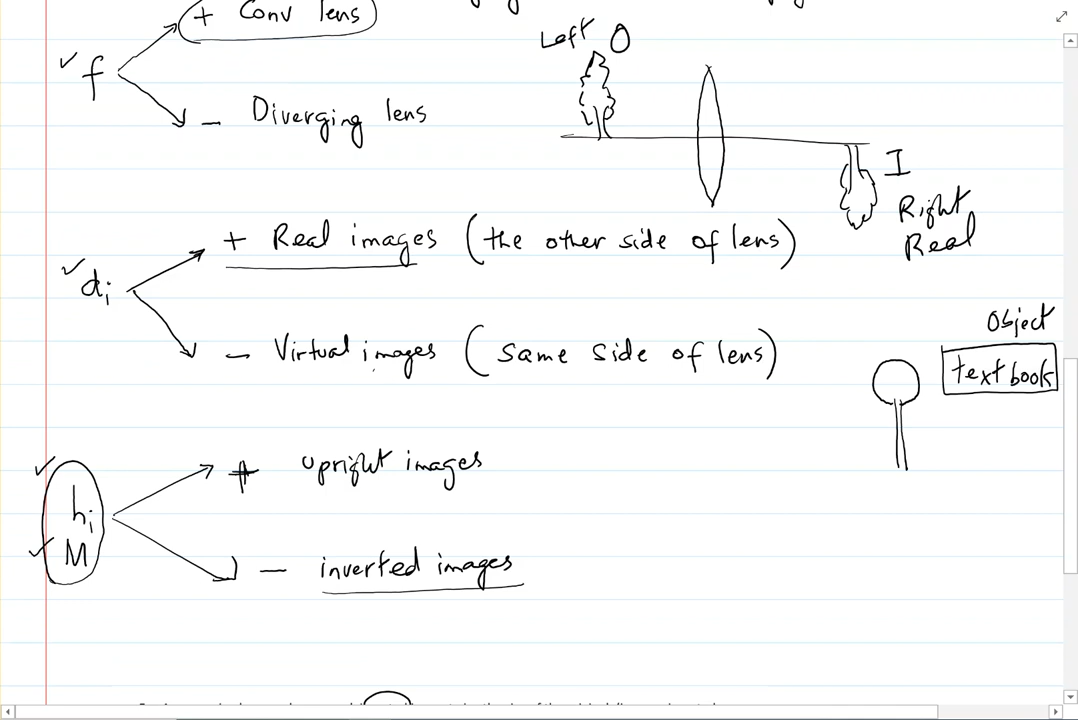 + Conv lens
Left O
f
- Diverging lens
I
Right
Real
+ Real images (the other side of lens)
di
Object
- Virtual images (same side of lens)
textbook
+ upright images
hi
M
- inverted images